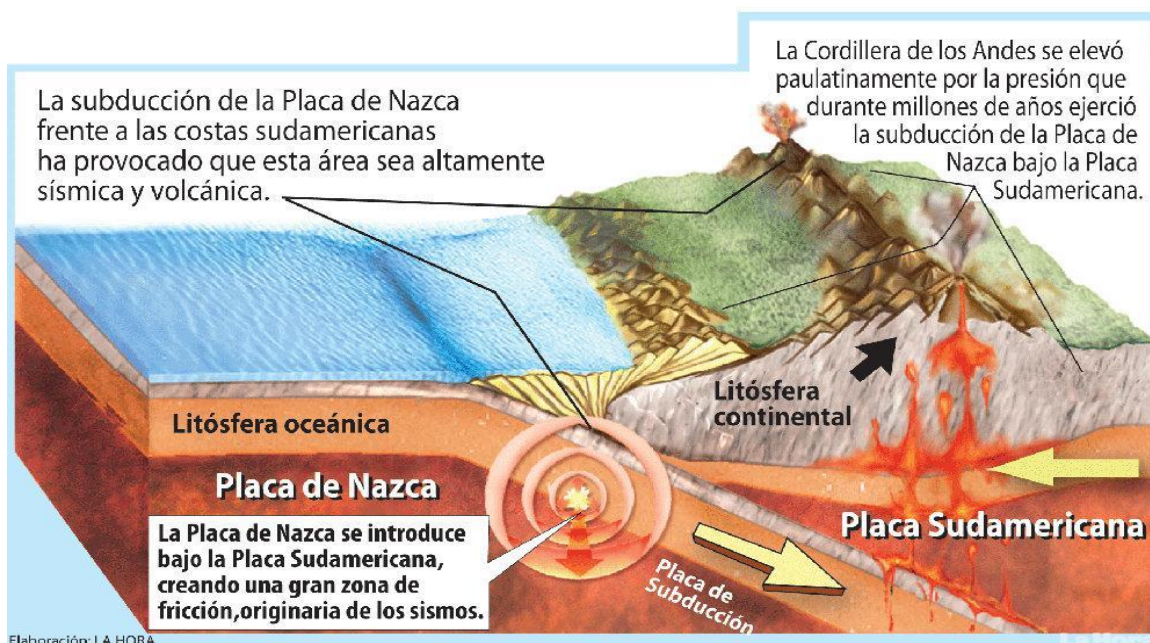 La subducción de la Placa de Nazca
frente a las costas sudamericanas
ha provocado que esta área sea altamente
sísmica y volcánica.
La Cordillera de los Andes se elevó
paulatinamente por la presión que
durante millones de años ejerció
la subducción de la Placa de
Nazca bajo la Placa
Sudamericana.
Litósfera oceánica
Litósfera
continental
Placa de Nazca
Placa Sudamericana
La Placa de Nazca se introduce
bajo la Placa Sudamericana,
creando una gran zona de
fricción,originaria de los sismos.
Placa de
Subducción
Elaboración: LA HORA